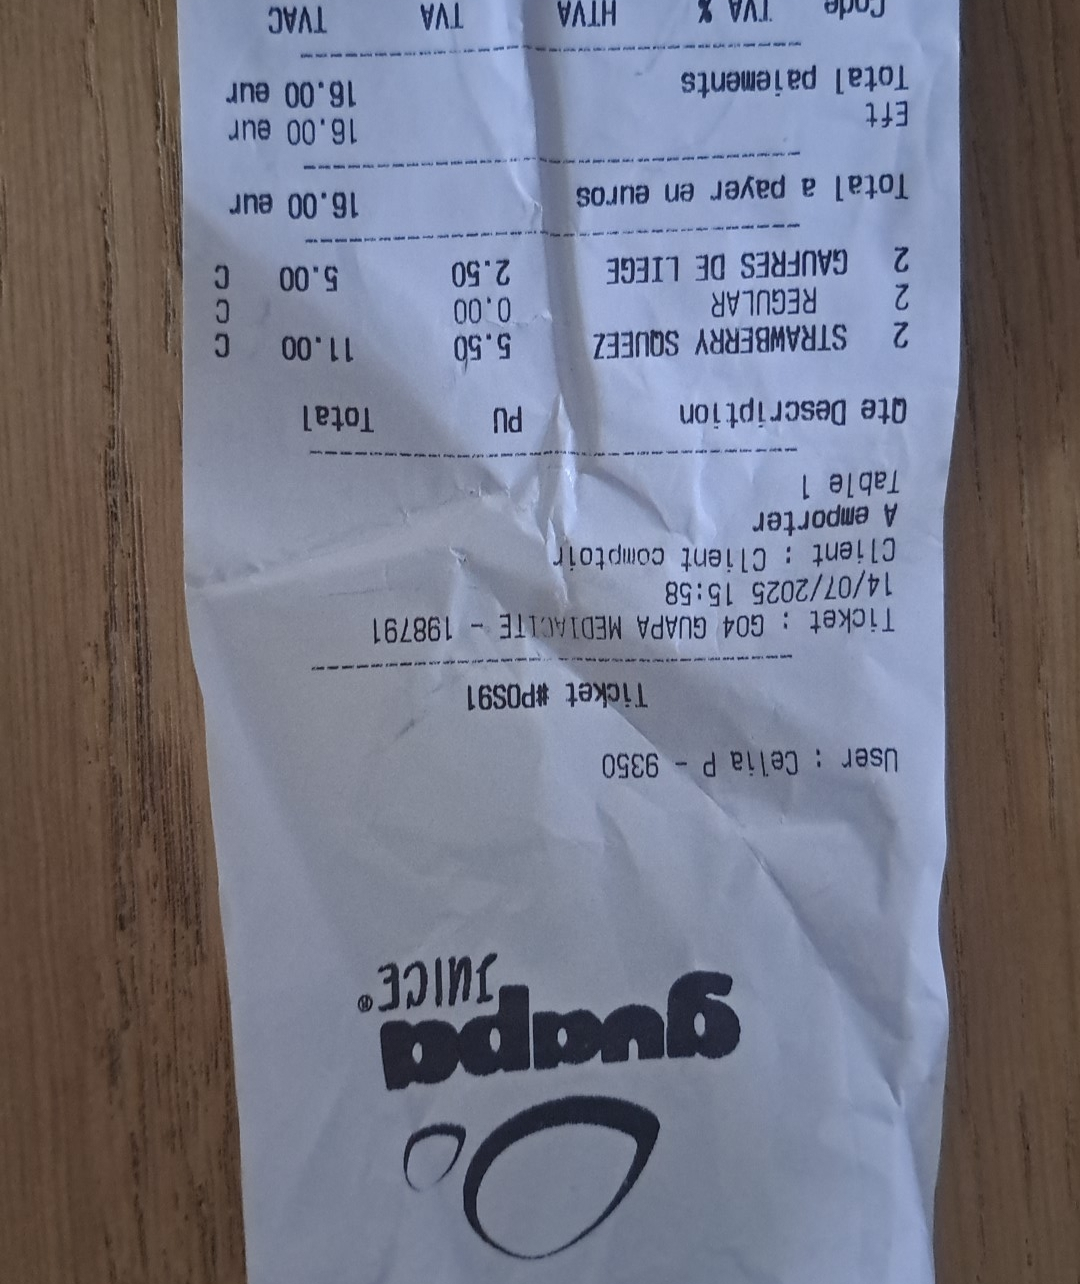 guapa
JUICE®
User : Celia P - 9350
Ticket #POS91
Ticket : G04 GUAPA MEDIACITE - 198791
14/07/2025 15:58
Client : Client comptoir
A emporter
Table 1
Qte Description PU Total
2 STRAWBERRY SQUEEZ 5.50 11.00 C
2 REGULAR 0.00 C
2 GAUFRES DE LIEGE 2.50 5.00 C
Total a payer en euros 16.00 eur
Eft 16.00 eur
Total paiements 16.00 eur
Code TVA % HTVA TVA TVAC